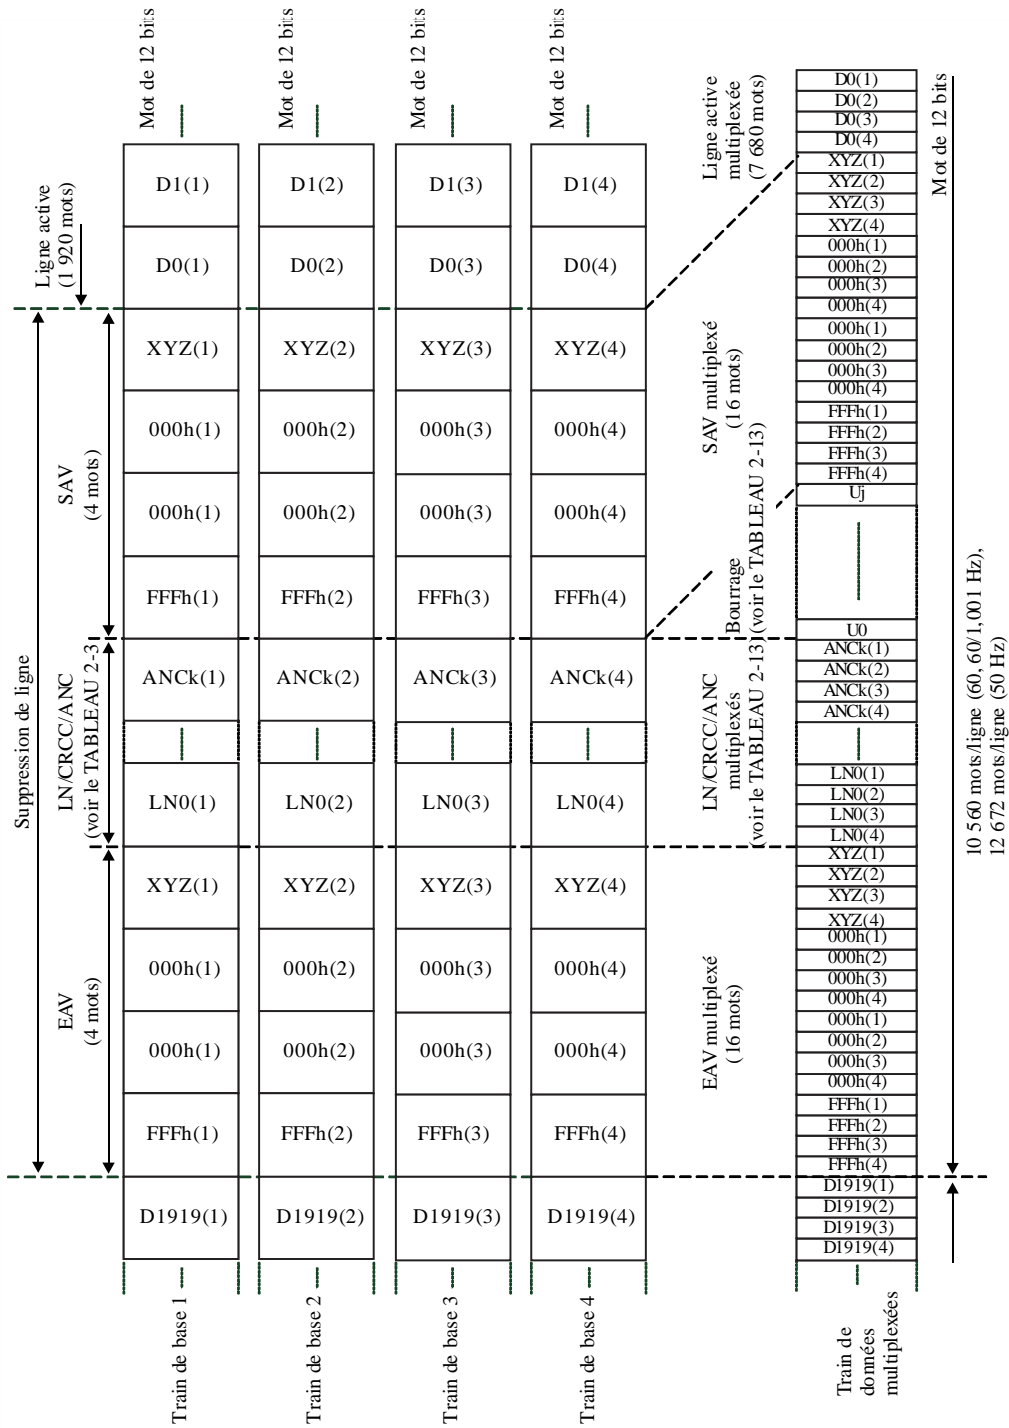 Mot de 12 bits
Mot de 12 bits
Mot de 12 bits
Mot de 12 bits
Ligne active
(1 920 mots)
D1(1)
D1(2)
D1(3)
D1(4)
D0(1)
D0(2)
D0(3)
D0(4)
Suppression de ligne
SAV
(4 mots)
XYZ(1)
XYZ(2)
XYZ(3)
XYZ(4)
000h(1)
000h(2)
000h(3)
000h(4)
000h(1)
000h(2)
000h(3)
000h(4)
FFFh(1)
FFFh(2)
FFFh(3)
FFFh(4)
LN/CRCC/ANC
(voir le TABLEAU 2-3)
ANCk(1)
ANCk(2)
ANCk(3)
ANCk(4)
LN0(1)
LN0(2)
LN0(3)
LN0(4)
EAV
(4 mots)
XYZ(1)
XYZ(2)
XYZ(3)
XYZ(4)
000h(1)
000h(2)
000h(3)
000h(4)
000h(1)
000h(2)
000h(3)
000h(4)
FFFh(1)
FFFh(2)
FFFh(3)
FFFh(4)
D1919(1)
D1919(2)
D1919(3)
D1919(4)
Train de base 1
Train de base 2
Train de base 3
Train de base 4
Ligne active
multiplexée
(7 680 mots)
SAV multiplexé
(16 mots)
Bourrage
(voir le TABLEAU 2-13)
LN/CRCC/ANC
multiplexés
(voir le TABLEAU 2-13)
EAV multiplexé
(16 mots)
D0(1)
D0(2)
D0(3)
D0(4)
XYZ(1)
XYZ(2)
XYZ(3)
XYZ(4)
000h(1)
000h(2)
000h(3)
000h(4)
000h(1)
000h(2)
000h(3)
000h(4)
FFFh(1)
FFFh(2)
FFFh(3)
FFFh(4)
Uj
U0
ANCk(1)
ANCk(2)
ANCk(3)
ANCk(4)
LN0(1)
LN0(2)
LN0(3)
LN0(4)
XYZ(1)
XYZ(2)
XYZ(3)
XYZ(4)
000h(1)
000h(2)
000h(3)
000h(4)
000h(1)
000h(2)
000h(3)
000h(4)
FFFh(1)
FFFh(2)
FFFh(3)
FFFh(4)
D1919(1)
D1919(2)
D1919(3)
D1919(4)
Train de
données
multiplexées
Mot de 12 bits
10 560 mots/ligne (60, 60/1,001 Hz),
12 672 mots/ligne (50 Hz)